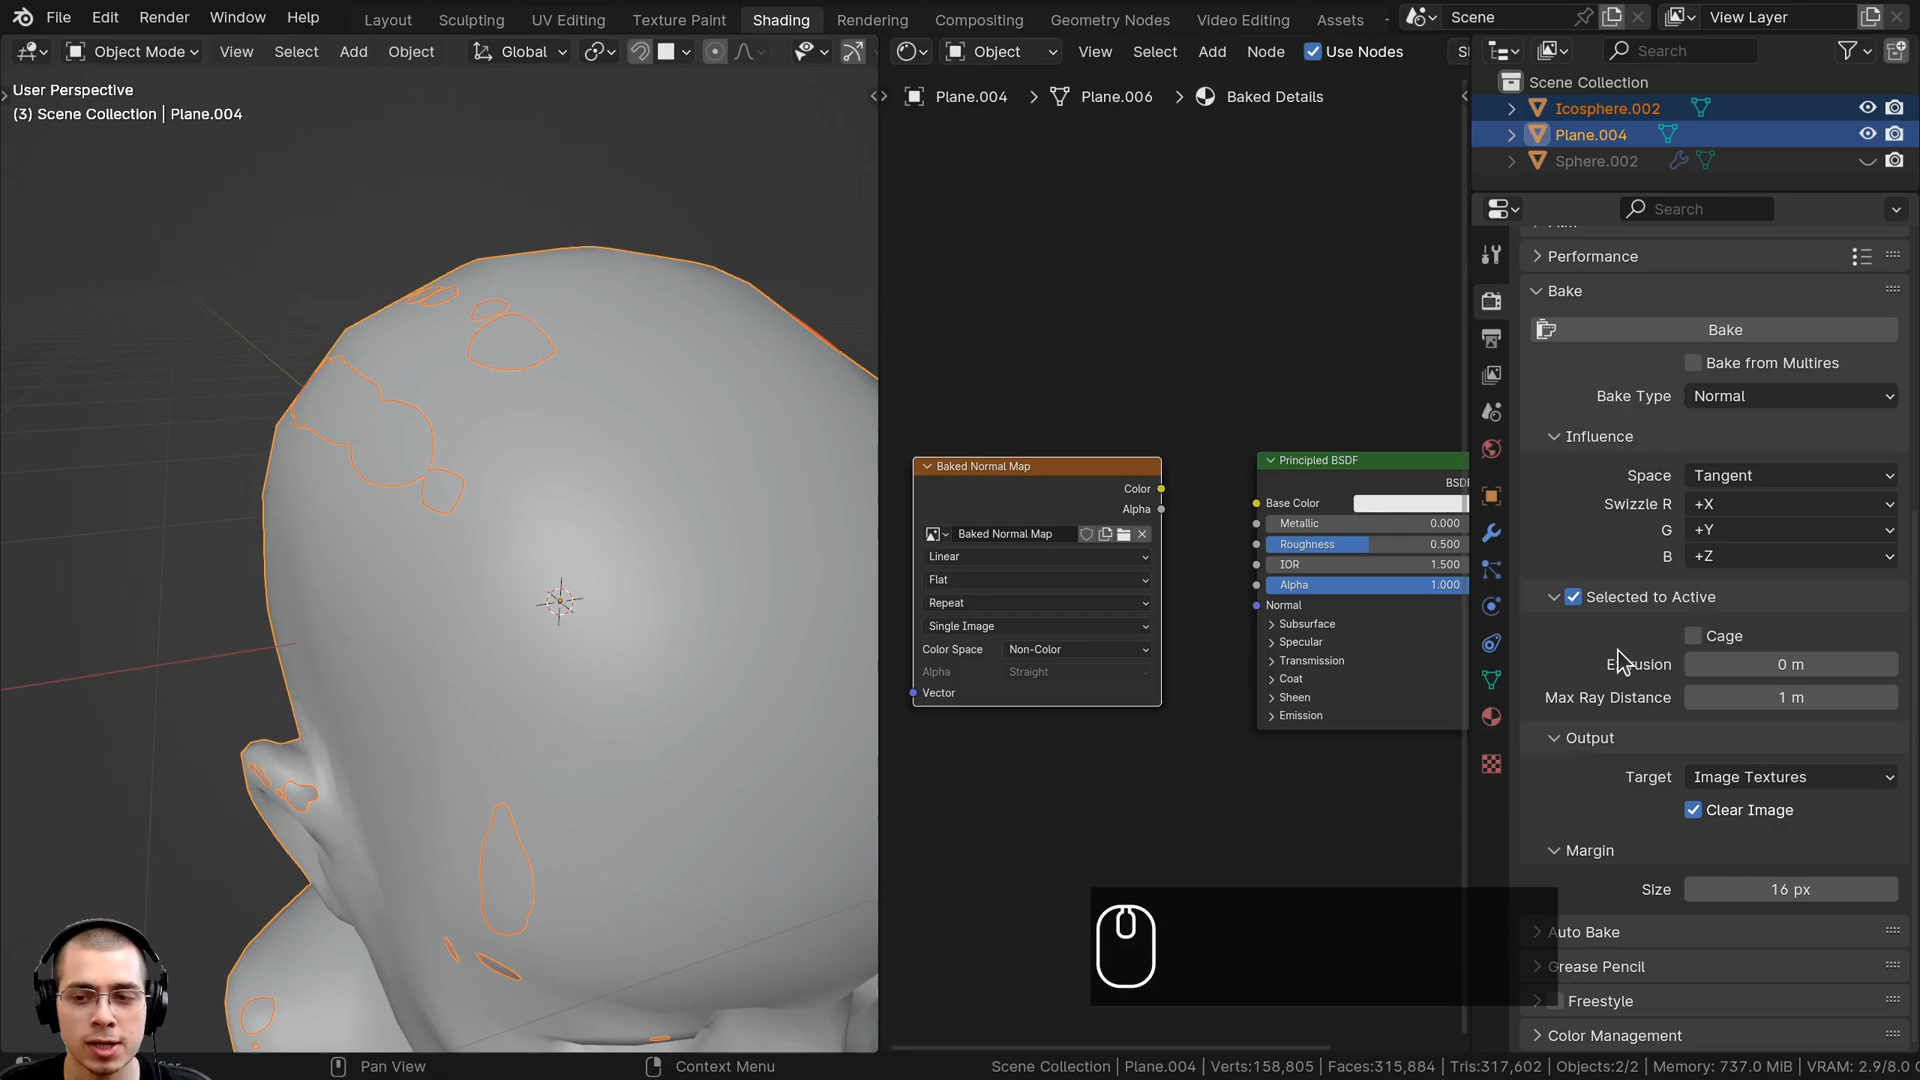 File Edit Render Window Help Layout Sculpting UV Editing Texture Paint Shading Rendering Compositing Geometry Nodes Video Editing Assets Scene View Layer
Object Mode View Select Add Object Global Object View Select Add Node Use Nodes Search
User Perspective
(3) Scene Collection | Plane.004
Plane.004 > Plane.006 > Baked Details
Scene Collection
Icosphere.002
Plane.004
Sphere.002
Search
Performance
Bake
Bake
Bake from Multires
Bake Type Normal
Influence
Space Tangent
Swizzle R +X
G +Y
B +Z
Selected to Active
Cage
Extrusion 0 m
Max Ray Distance 1 m
Output
Target Image Textures
Clear Image
Margin
Size 16 px
Auto Bake
Grease Pencil
Freestyle
Color Management
Baked Normal Map
Color
Alpha
Baked Normal Map
Linear
Flat
Repeat
Single Image
Color Space Non-Color
Alpha Straight
Vector
Principled BSDF
Base Color
Metallic 0.000
Roughness 0.500
IOR 1.500
Alpha 1.000
Normal
Subsurface
Specular
Transmission
Coat
Sheen
Emission
Pan View Context Menu Scene Collection | Plane.004 | Verts:158,805 | Faces:315,884 | Tris:317,602 | Objects:2/2 | Memory: 737.0 MiB | VRAM: 2.9/8.0